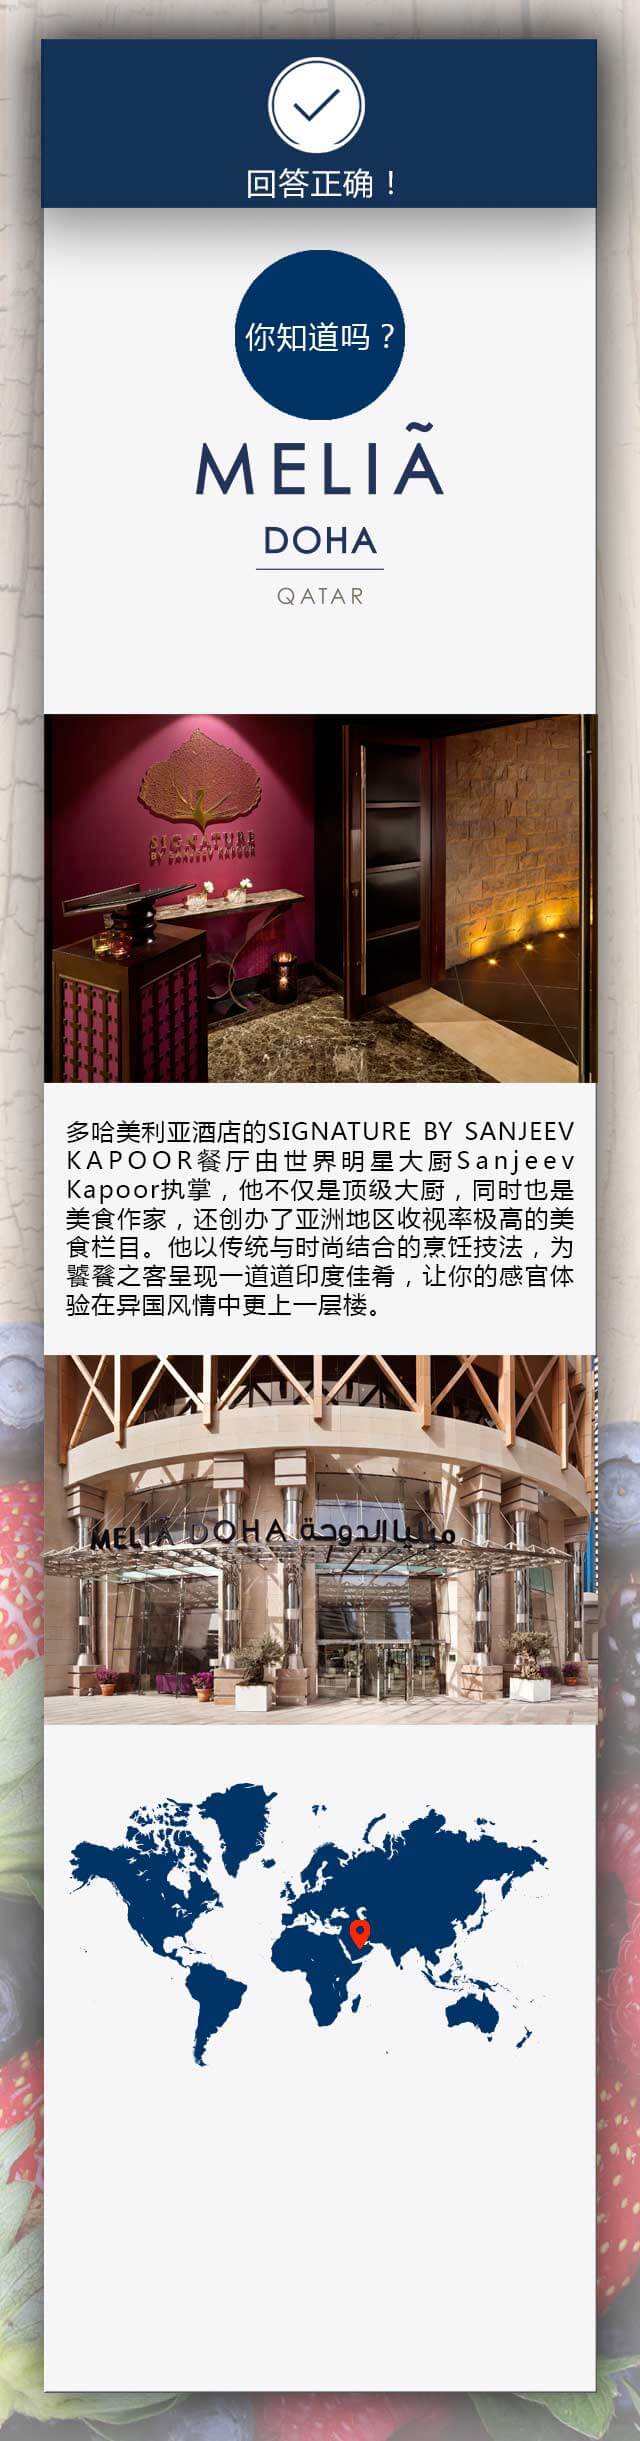 回答正确！
你知道吗？
MELIÃ
DOHA
QATAR
SIGNATURE
BY SANJEEV KAPOOR
多哈美利亚酒店的SIGNATURE BY SANJEEV
KAPOOR餐厅由世界明星大厨Sanjeev
Kapoor执掌，他不仅是顶级大厨，同时也是
美食作家，还创办了亚洲地区收视率极高的美
食栏目。他以传统与时尚结合的烹饪技法，为
饕餮之客呈现一道道印度佳肴，让你的感官体
验在异国风情中更上一层楼。
MELIÃ DOHA ميليا الدوحة